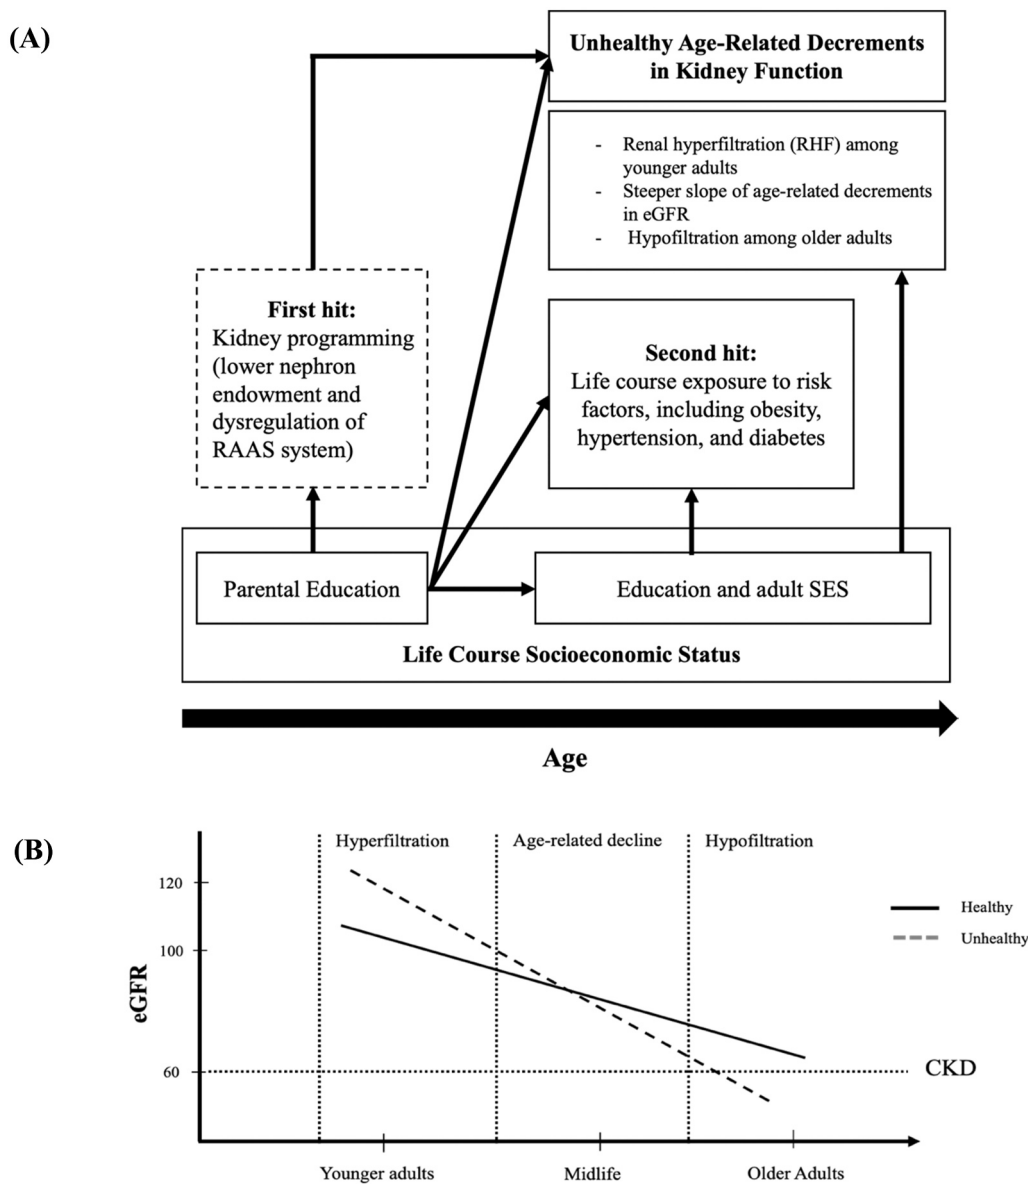 (A)
Unhealthy Age-Related Decrements
in Kidney Function
- Renal hyperfiltration (RHF) among
younger adults
- Steeper slope of age-related decrements
in eGFR
- Hypofiltration among older adults
First hit:
Kidney programming
(lower nephron
endowment and
dysregulation of
RAAS system)
Second hit:
Life course exposure to risk
factors, including obesity,
hypertension, and diabetes
Parental Education
Education and adult SES
Life Course Socioeconomic Status
Age
(B)
Hyperfiltration
Age-related decline
Hypofiltration
120
100
60
eGFR
Healthy
Unhealthy
CKD
Younger adults
Midlife
Older Adults